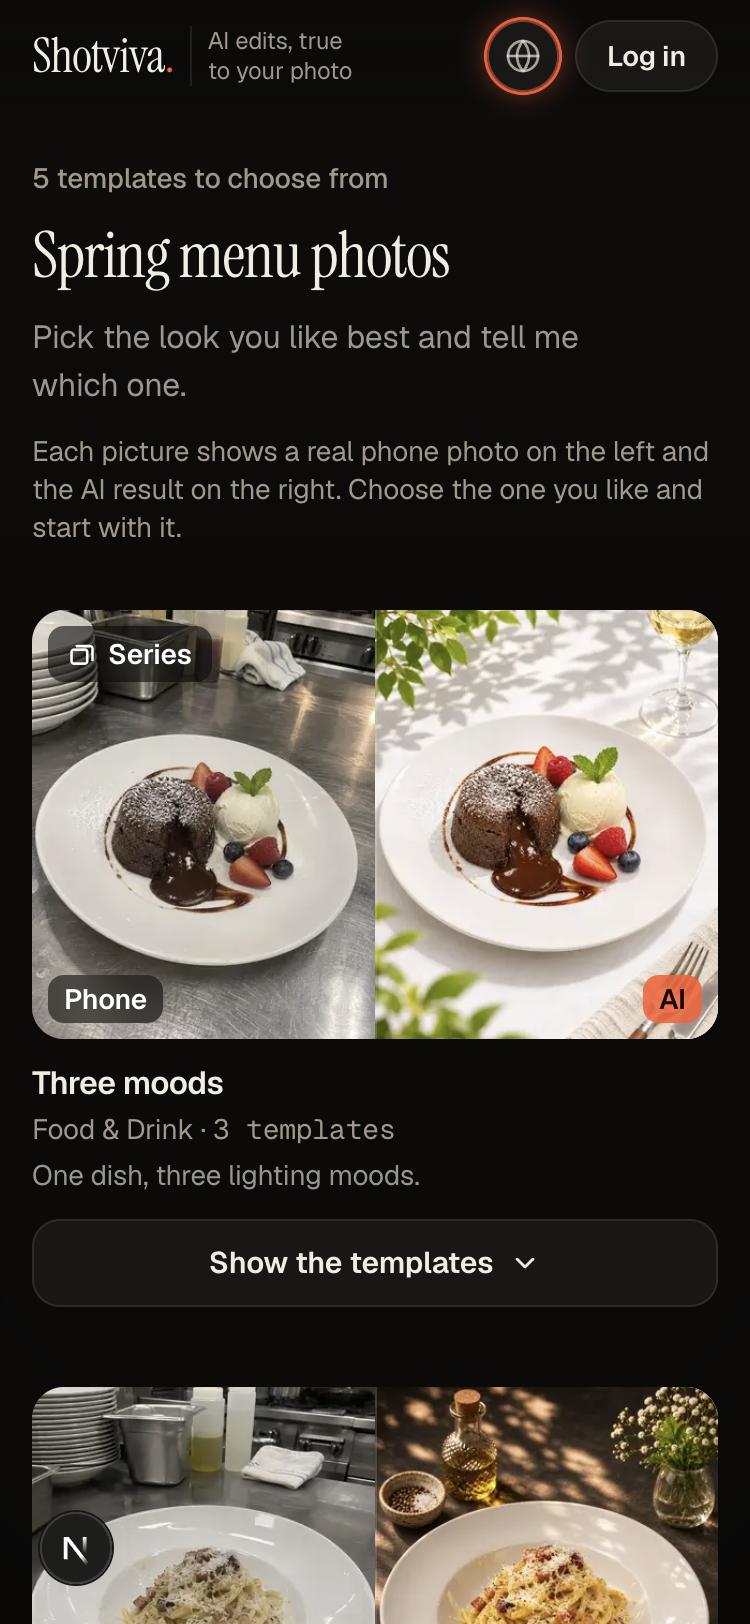 Shotviva.
AI edits, true
to your photo
Log in
5 templates to choose from
Spring menu photos
Pick the look you like best and tell me
which one.
Each picture shows a real phone photo on the left and
the AI result on the right. Choose the one you like and
start with it.
Series
Phone
AI
Three moods
Food & Drink · 3 templates
One dish, three lighting moods.
Show the templates
N